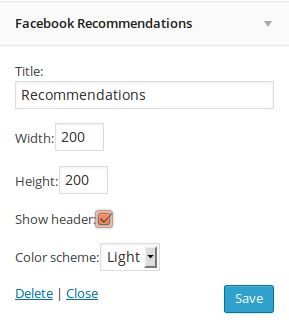 Facebook Recommendations
Title:
Recommendations
Width: 200
Height: 200
Show header:
Color scheme: Light
Delete | Close
Save